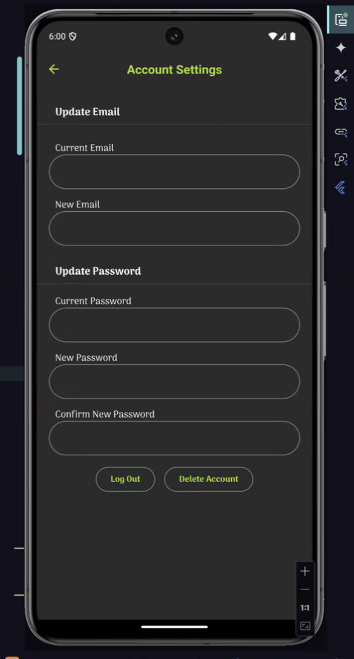 6:00
Account Settings
Update Email
Current Email
New Email
Update Password
Current Password
New Password
Confirm New Password
Log Out
Delete Account
1:1